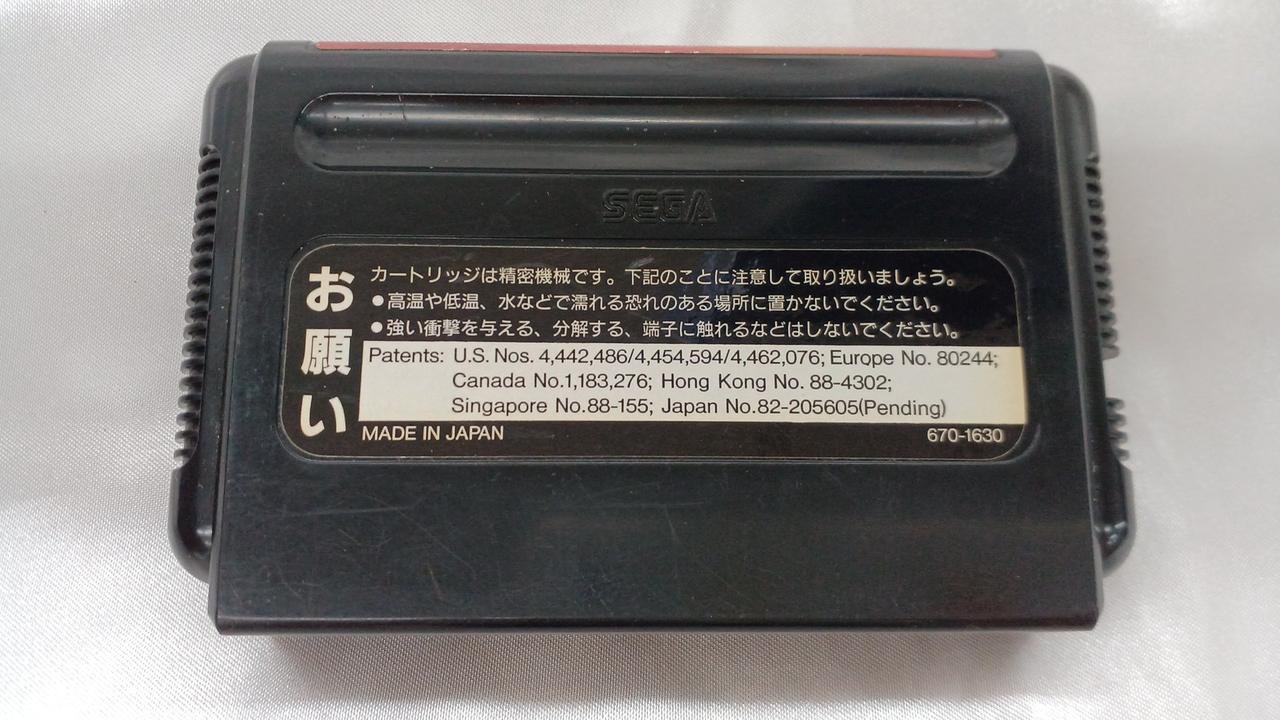 SEGA
お願い
カートリッジは精密機械です。下記のことに注意して取り扱いましょう。
●高温や低温、水などで濡れる恐れのある場所に置かないでください。
●強い衝撃を与える、分解する、端子に触れるなどはしないでください。
Patents: U.S. Nos. 4,442,486/4,454,594/4,462,076; Europe No. 80244;
Canada No.1,183,276; Hong Kong No. 88-4302;
Singapore No.88-155; Japan No.82-205605(Pending)
MADE IN JAPAN
670-1630